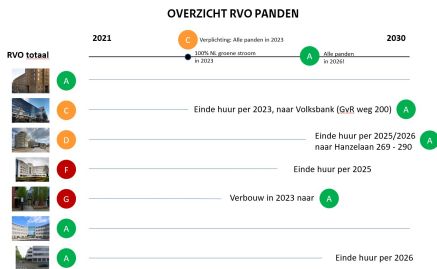 OVERZICHT RVO PANDEN
2021
C
Verplichting: Alle panden in 2023
2030
RVO totaal
100% NL groene stroom
in 2023
A
Alle panden
in 2026!
A
C
Einde huur per 2023, naar Volksbank (GvR weg 200)
A
D
Einde huur per 2025/2026
naar Hanzelaan 269 - 290
A
F
Einde huur per 2025
G
Verbouw in 2023 naar
A
A
A
Einde huur per 2026